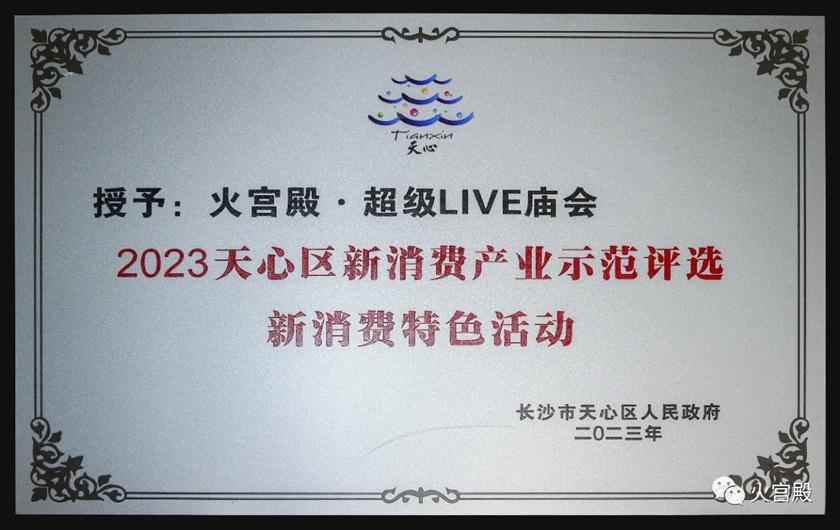 Tianxin
天心
授予：火宫殿·超级LIVE庙会
2023天心区新消费产业示范评选
新消费特色活动
长沙市天心区人民政府
二〇二三年
火宫殿